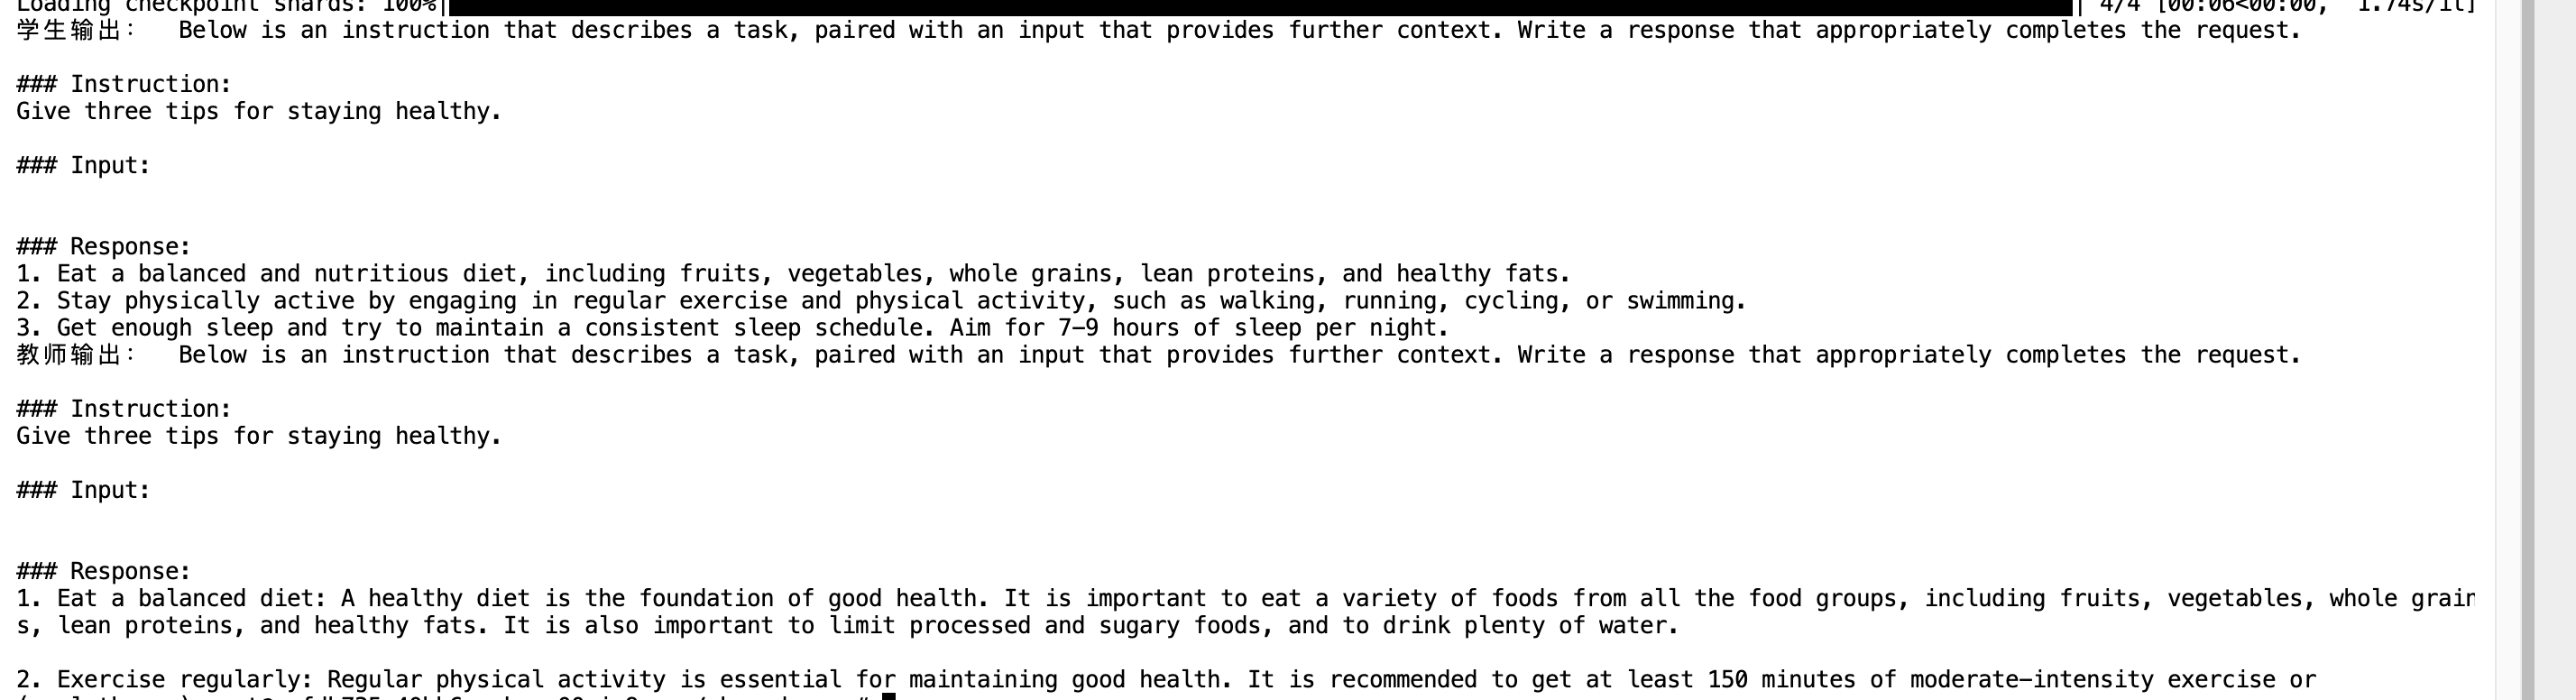 Loading checkpoint shards: 100%| | 4/4 [00:06<00:00, 1.74s/it]
学生输出： Below is an instruction that describes a task, paired with an input that provides further context. Write a response that appropriately completes the request.
### Instruction:
Give three tips for staying healthy.
### Input:
### Response:
1. Eat a balanced and nutritious diet, including fruits, vegetables, whole grains, lean proteins, and healthy fats.
2. Stay physically active by engaging in regular exercise and physical activity, such as walking, running, cycling, or swimming.
3. Get enough sleep and try to maintain a consistent sleep schedule. Aim for 7–9 hours of sleep per night.
教师输出： Below is an instruction that describes a task, paired with an input that provides further context. Write a response that appropriately completes the request.
### Instruction:
Give three tips for staying healthy.
### Input:
### Response:
1. Eat a balanced diet: A healthy diet is the foundation of good health. It is important to eat a variety of foods from all the food groups, including fruits, vegetables, whole grain
s, lean proteins, and healthy fats. It is also important to limit processed and sugary foods, and to drink plenty of water.
2. Exercise regularly: Regular physical activity is essential for maintaining good health. It is recommended to get at least 150 minutes of moderate–intensity exercise or